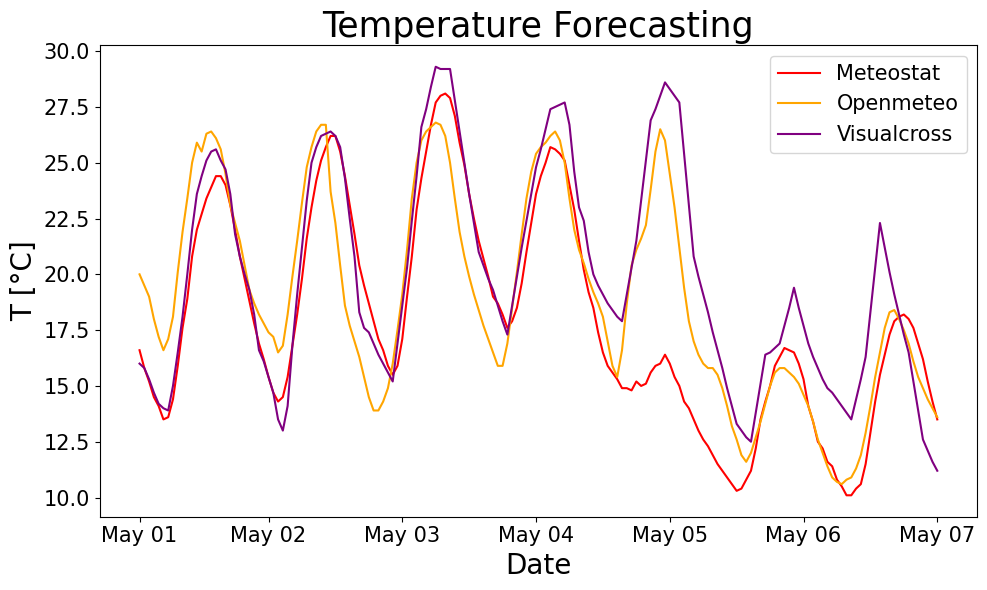 Temperature Forecasting
30.0
27.5
25.0
22.5
20.0
17.5
15.0
12.5
10.0
T [°C]
Meteostat
Openmeteo
Visualcross
May 01 May 02 May 03 May 04 May 05 May 06 May 07
Date